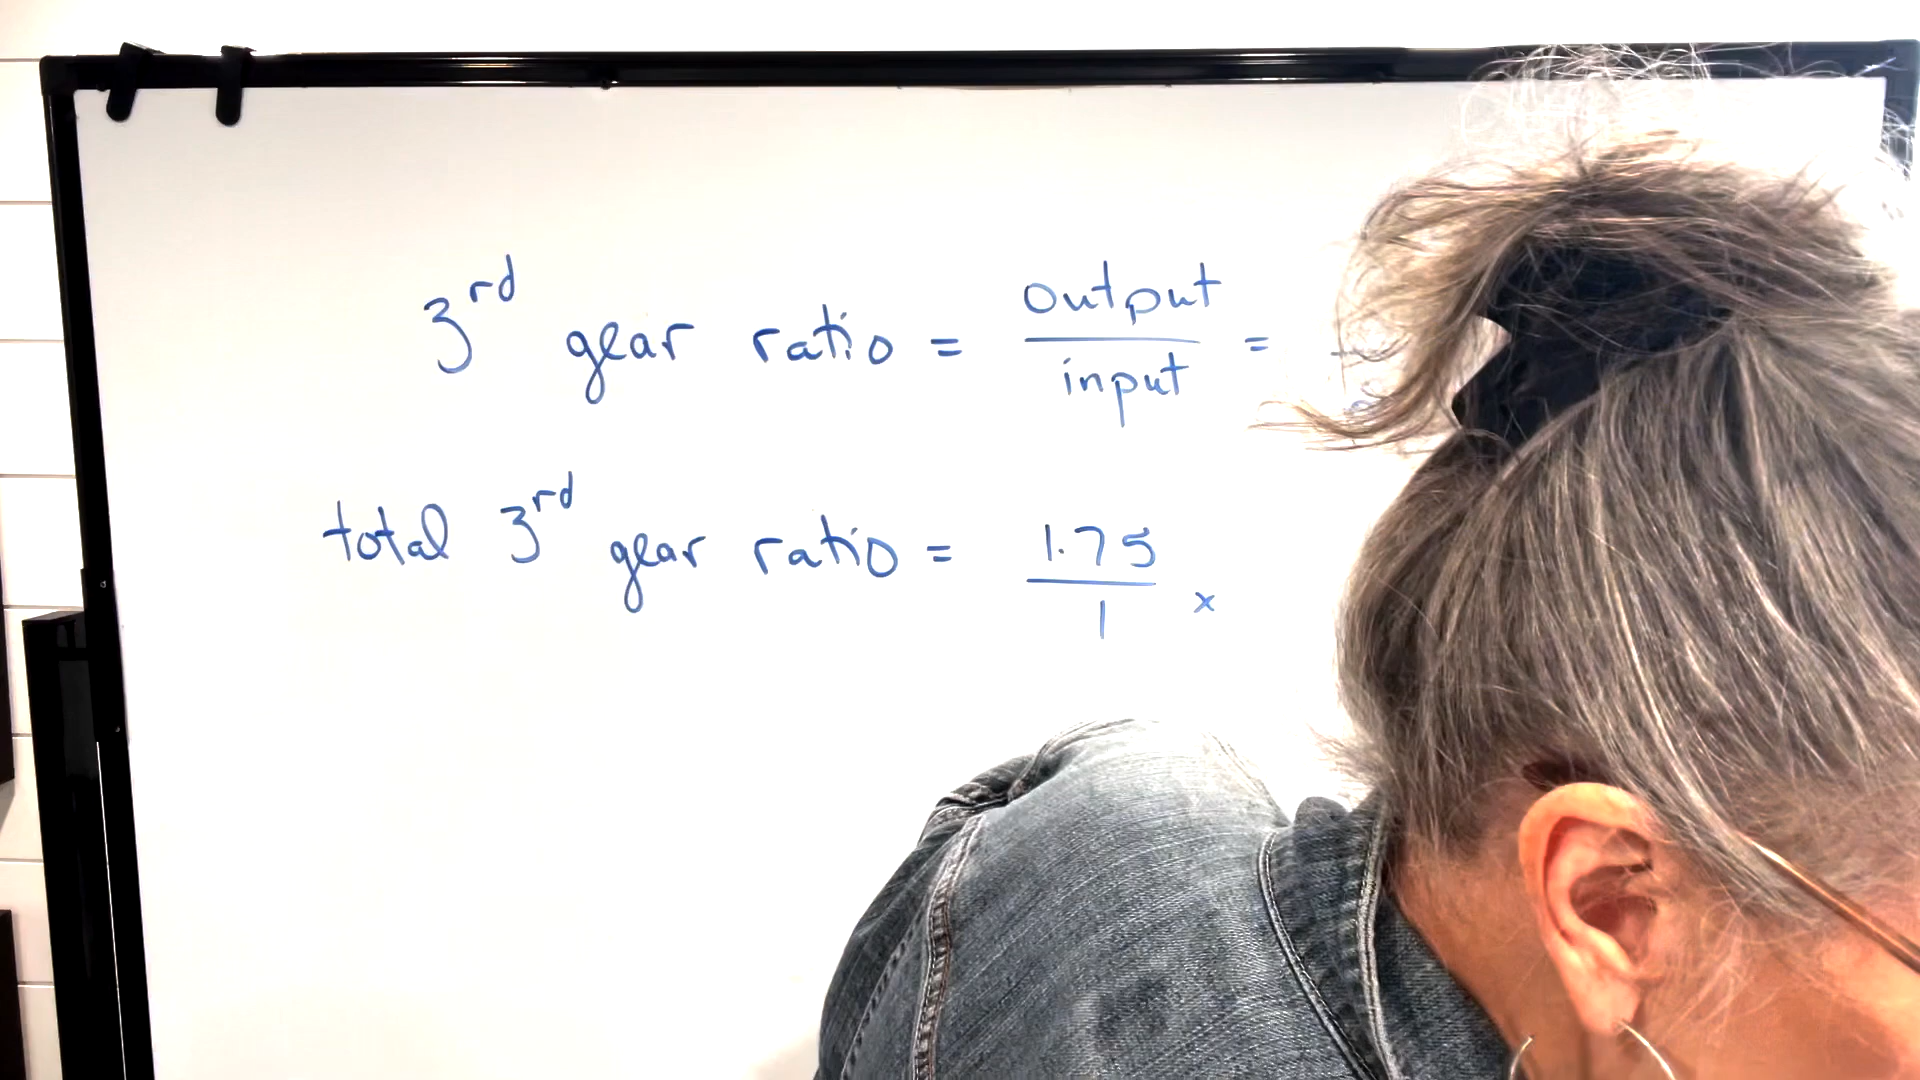 3rd gear ratio = output/input =
total 3rd gear ratio = 1.75/1 x